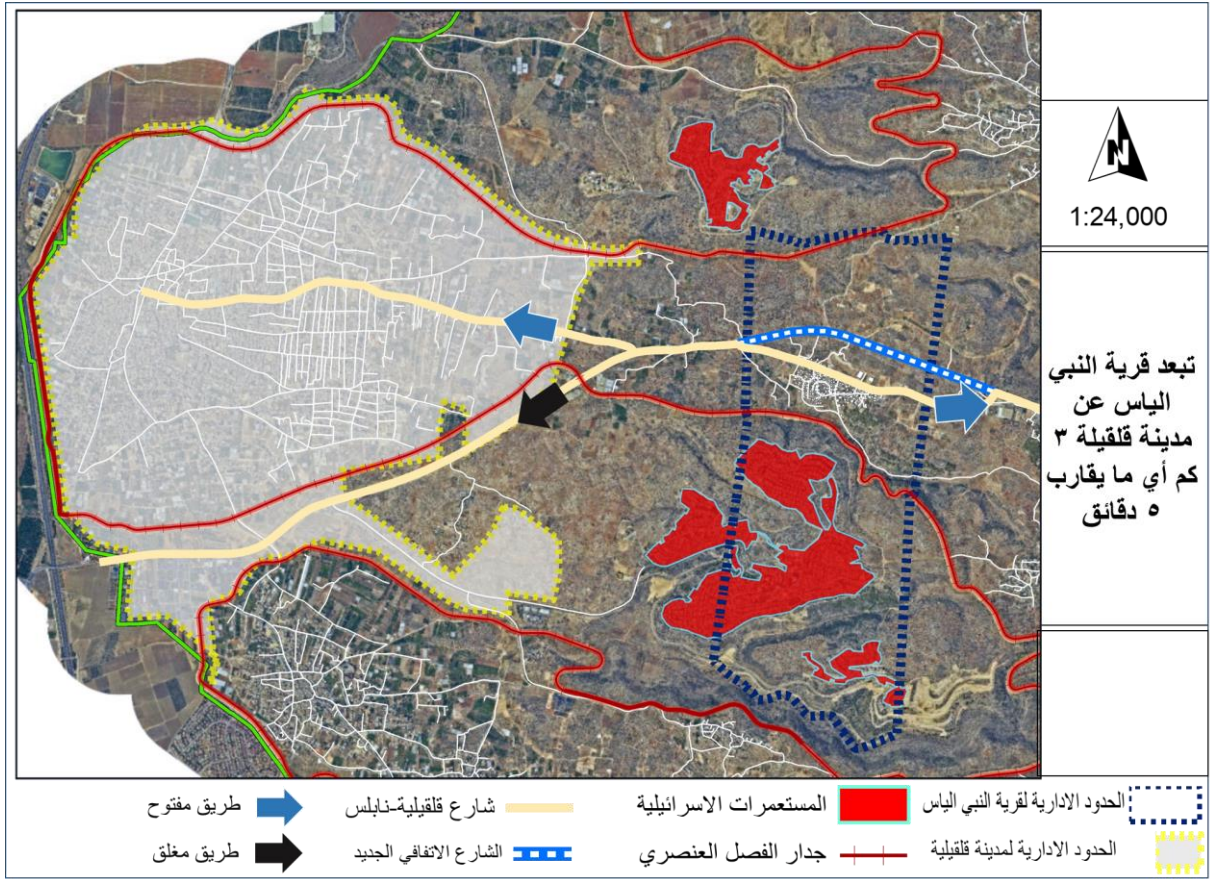 N
1:24,000
تبعد قرية النبي
الياس عن
مدينة قلقيلة ٣
كم أي ما يقارب
٥ دقائق
الحدود الادارية لقرية النبي الياس
المستعمرات الاسرائيلية
شارع قلقيلية-نابلس
طريق مفتوح
الحدود الادارية لمدينة قلقيلية
جدار الفصل العنصري
الشارع الاتفافي الجديد
طريق مغلق